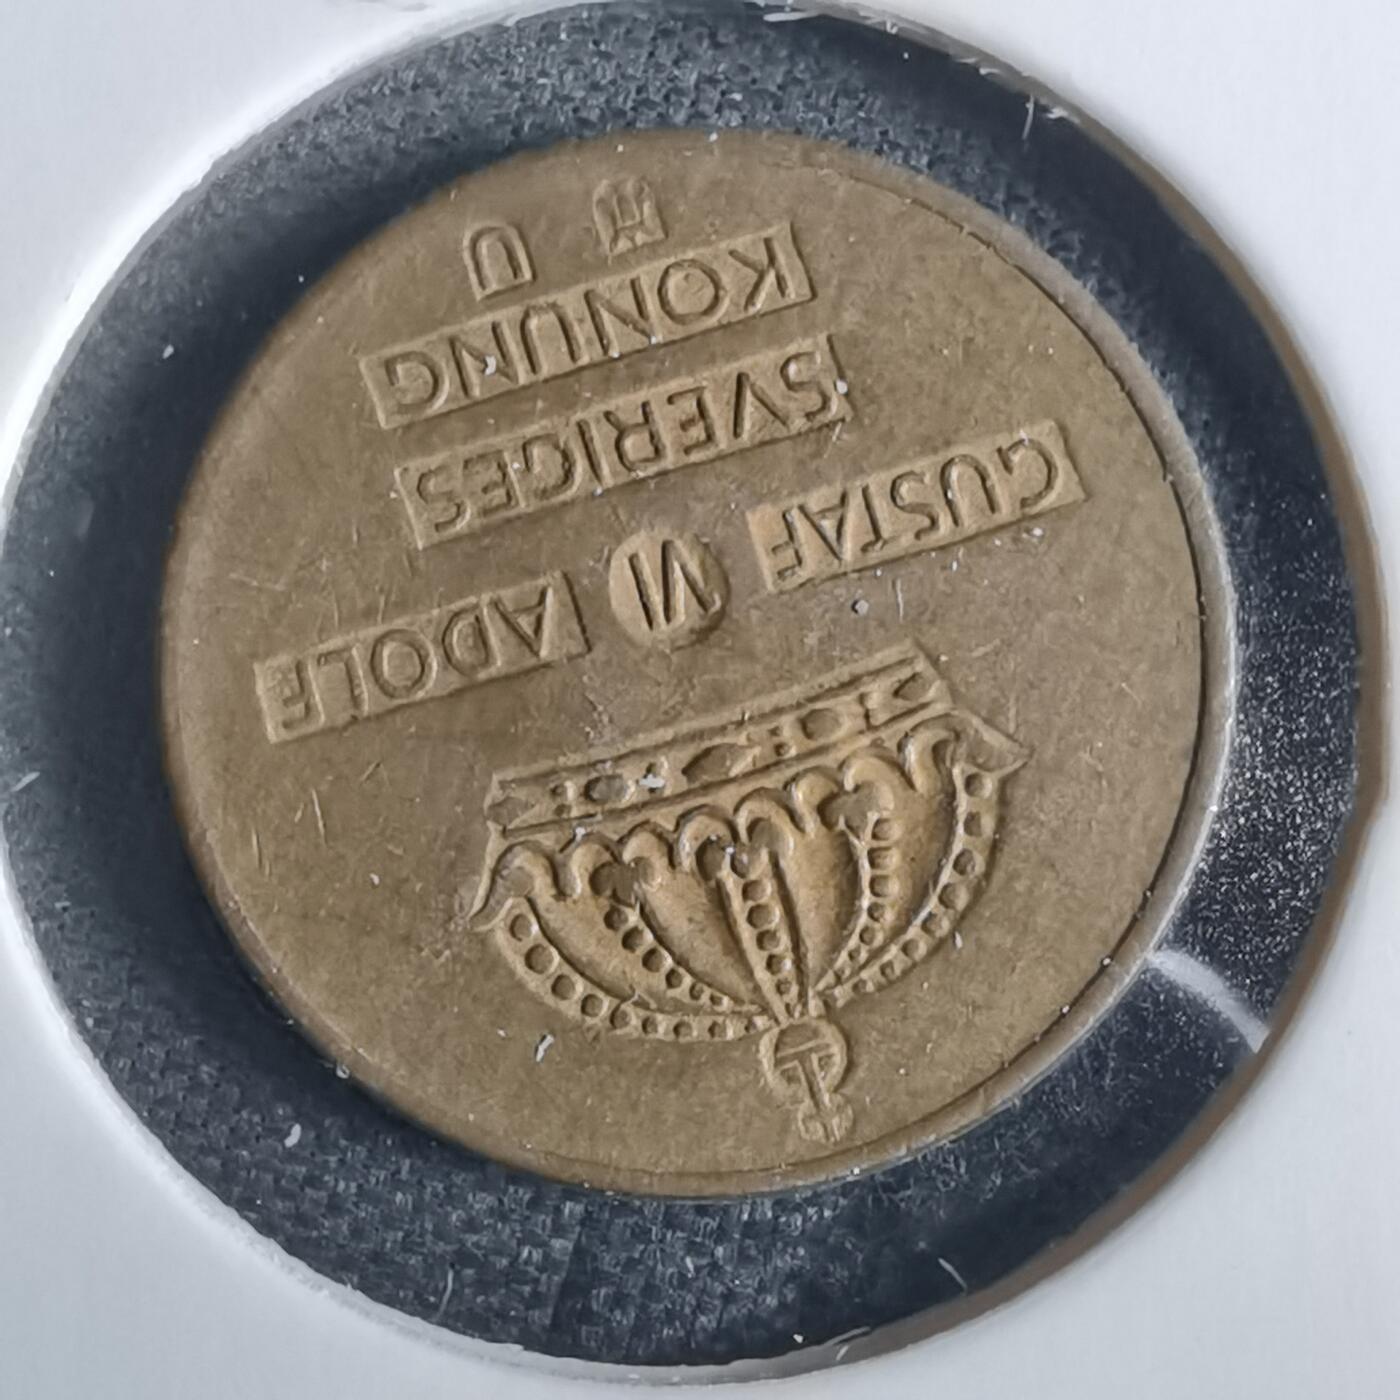 GUSTAF VI ADOLF
SVERIGES
KONUNG
U